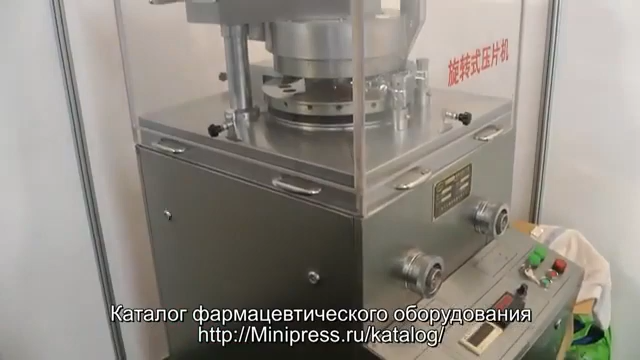 旋转式压片机
Каталог фармацевтического оборудования
http://Minipress.ru/katalog/